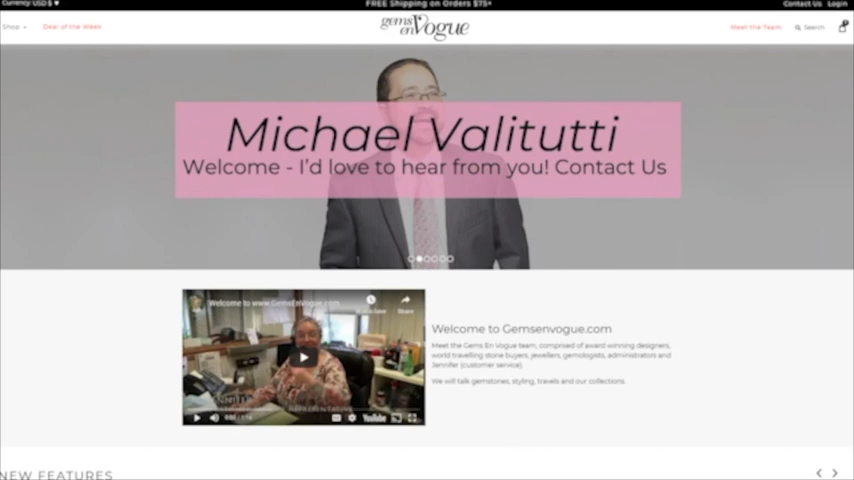 Currency: USD $
FREE Shipping on Orders $75+
Contact Us Login
Shop
Deal of the Week
gems en Vogue
Meet the Team
Search
Michael Valitutti
Welcome - I'd love to hear from you! Contact Us
Welcome to www.GemsEnVogue.com
Share
0:00 / 1:14
YouTube
Welcome to Gemsenvogue.com
Meet the Gems En Vogue team, comprised of award winning designers,
world travelling stone buyers, jewellers, gemologists, administrators and
Jennifer (customer service).
We will talk gemstones, styling, travels and our collections.
NEW FEATURES